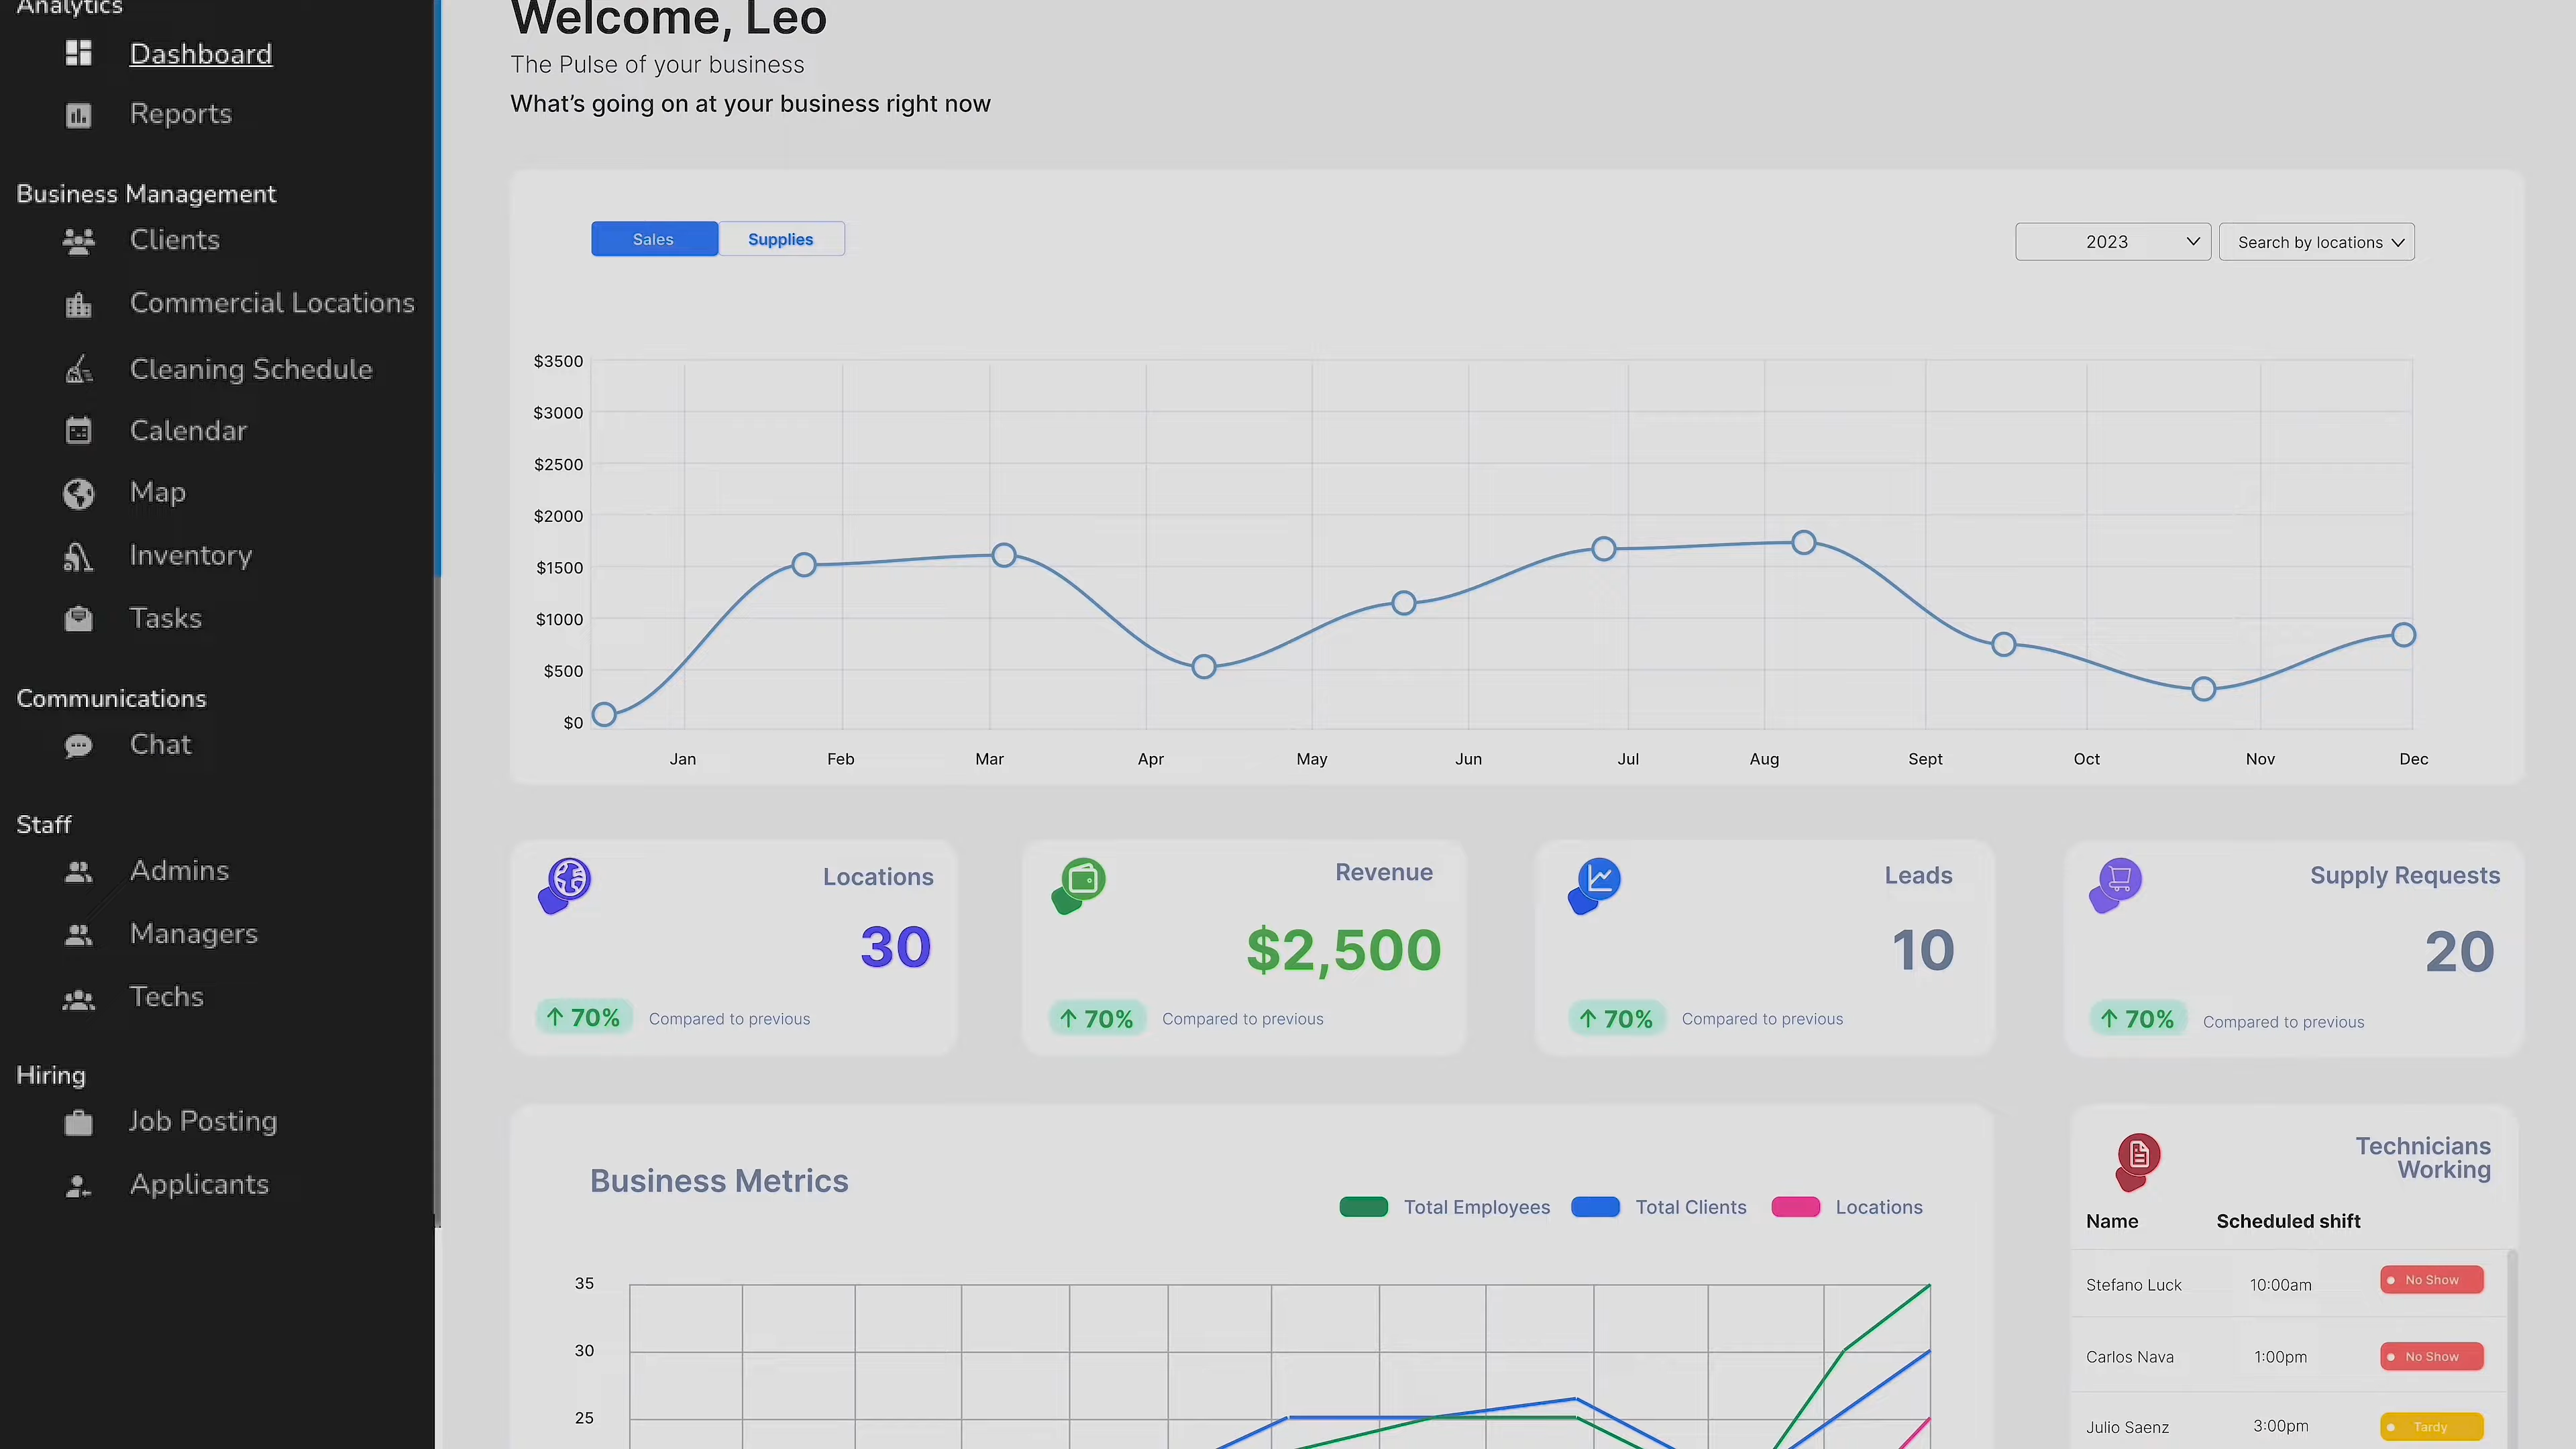 Analytics
Dashboard
Reports
Business Management
Clients
Commercial Locations
Cleaning Schedule
Calendar
Map
Inventory
Tasks
Communications
Chat
Staff
Admins
Managers
Techs
Hiring
Job Posting
Applicants
Welcome, Leo
The Pulse of your business
What's going on at your business right now
Sales
Supplies
2023
Search by locations
$3500
$3000
$2500
$2000
$1500
$1000
$500
$0
Jan Feb Mar Apr May Jun Jul Aug Sept Oct Nov Dec
Locations
30
↑ 70% Compared to previous
Revenue
$2,500
↑ 70% Compared to previous
Leads
10
↑ 70% Compared to previous
Supply Requests
20
↑ 70% Compared to previous
Business Metrics
Total Employees Total Clients Locations
35
30
25
Technicians
Working
Name Scheduled shift
Stefano Luck 10:00am No Show
Carlos Nava 1:00pm No Show
Julio Saenz 3:00pm Tardy